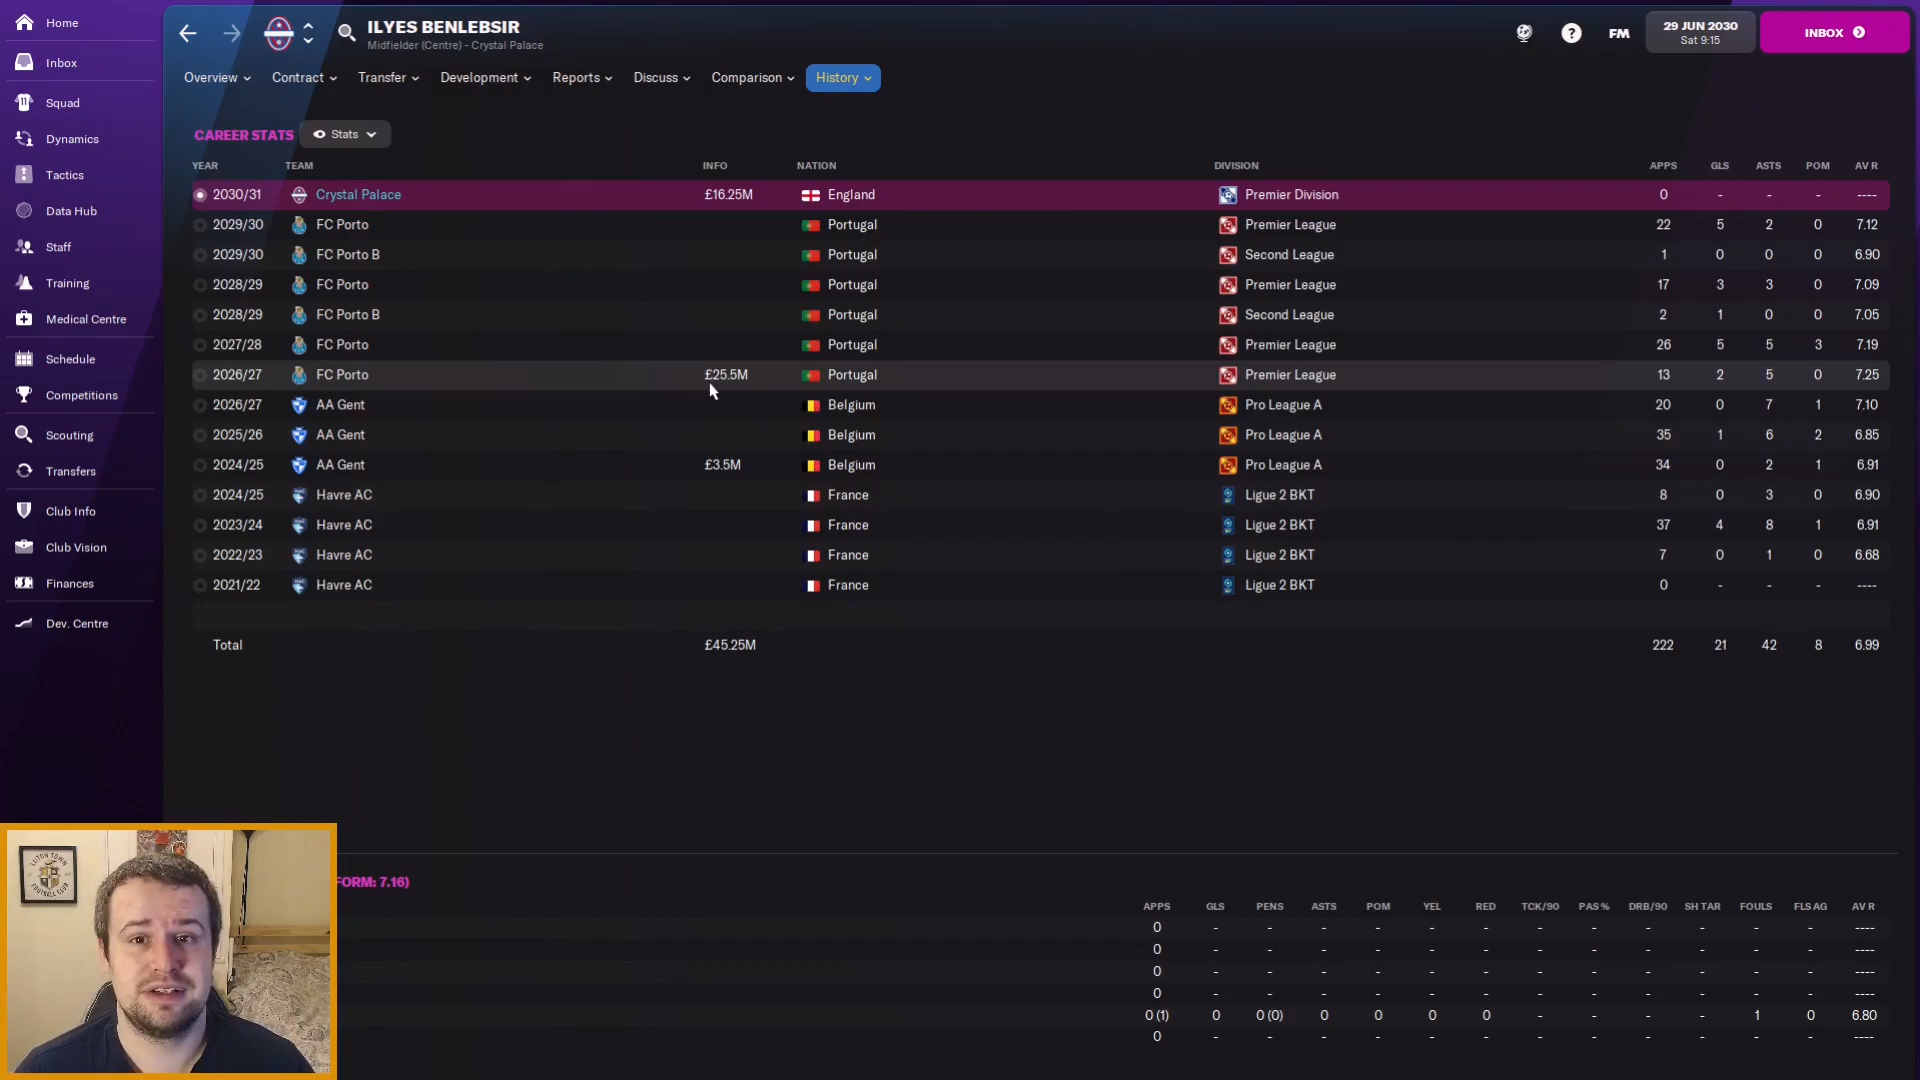 Home
Inbox
Squad
Dynamics
Tactics
Data Hub
Staff
Training
Medical Centre
Schedule
Competitions
Scouting
Transfers
Club Info
Club Vision
Finances
Dev. Centre
ILYES BENLEBSIR
Midfielder (Centre) - Crystal Palace
FM
29 JUN 2030
Sat 9:15
INBOX
Overview Contract Transfer Development Reports Discuss Comparison History
CAREER STATS Stats
YEAR TEAM INFO NATION DIVISION APPS GLS ASTS POM AV R
2030/31 Crystal Palace £16.25M England Premier Division 0 - - - ----
2029/30 FC Porto Portugal Premier League 22 5 2 0 7.12
2029/30 FC Porto B Portugal Second League 1 0 0 0 6.90
2028/29 FC Porto Portugal Premier League 17 3 3 0 7.09
2028/29 FC Porto B Portugal Second League 2 1 0 0 7.05
2027/28 FC Porto Portugal Premier League 26 5 5 3 7.19
2026/27 FC Porto £25.5M Portugal Premier League 13 2 5 0 7.25
2026/27 AA Gent Belgium Pro League A 20 0 7 1 7.10
2025/26 AA Gent Belgium Pro League A 35 1 6 2 6.85
2024/25 AA Gent £3.5M Belgium Pro League A 34 0 2 1 6.91
2024/25 Havre AC France Ligue 2 BKT 8 0 3 0 6.90
2023/24 Havre AC France Ligue 2 BKT 37 4 8 1 6.91
2022/23 Havre AC France Ligue 2 BKT 7 0 1 0 6.68
2021/22 Havre AC France Ligue 2 BKT 0 - - - ----
Total £45.25M 222 21 42 8 6.99
FORM: 7.16)
APPS GLS PENS ASTS POM YEL RED TCK/90 PAS % DRB/90 SH TAR FOULS FLS AG AV R
0 - - - - - - - - - - - - ----
0 - - - - - - - - - - - - ----
0 - - - - - - - - - - - - ----
0 - - - - - - - - - - - - ----
0 (1) 0 0 (0) 0 0 0 0 - - - - 1 0 6.80
0 - - - - - - - - - - - - ----
LUTON TOWN
FOOTBALL CLUB